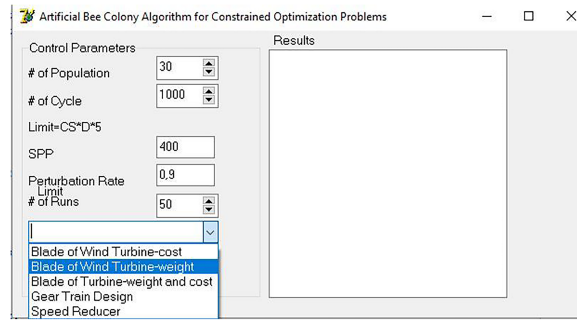 Artificial Bee Colony Algorithm for Constrained Optimization Problems
Control Parameters
Results
# of Population 30
# of Cycle 1000
Limit=CS*D*5
SPP 400
Perturbation Rate 0,9
Limit
# of Runs 50
Blade of Wind Turbine-cost
Blade of Wind Turbine-weight
Blade of Turbine-weight and cost
Gear Train Design
Speed Reducer